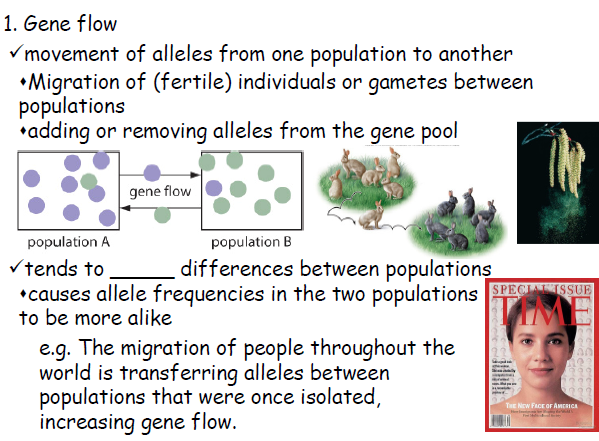 1. Gene flow
✓movement of alleles from one population to another
•Migration of (fertile) individuals or gametes between
populations
•adding or removing alleles from the gene pool
gene flow
population A
population B
✓tends to _____ differences between populations
•causes allele frequencies in the two populations
to be more alike
e.g. The migration of people throughout the
world is transferring alleles between
populations that were once isolated,
increasing gene flow.
SPECIAL ISSUE
TIME
THE NEW FACE OF AMERICA